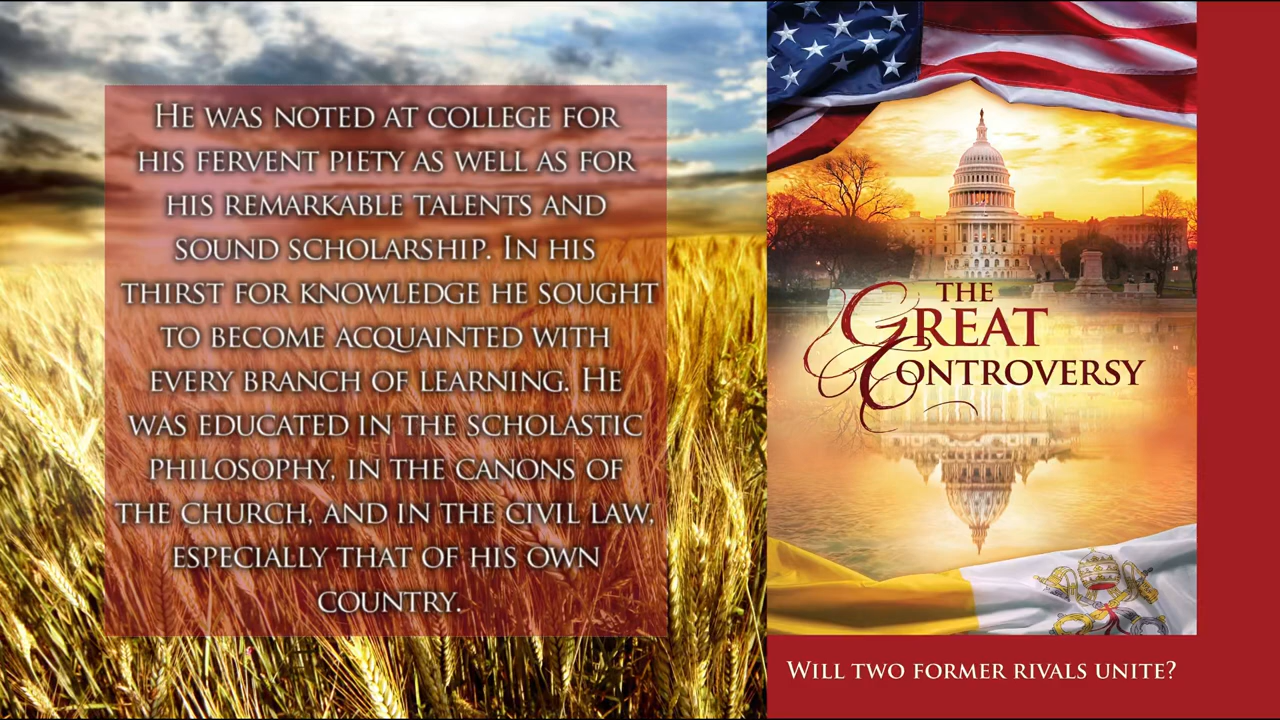 He was noted at college for
his fervent piety as well as for
his remarkable talents and
sound scholarship. In his
thirst for knowledge he sought
to become acquainted with
every branch of learning. He
was educated in the scholastic
philosophy, in the canons of
the church, and in the civil law,
especially that of his own
country.
The
Great
Controversy
Will two former rivals unite?